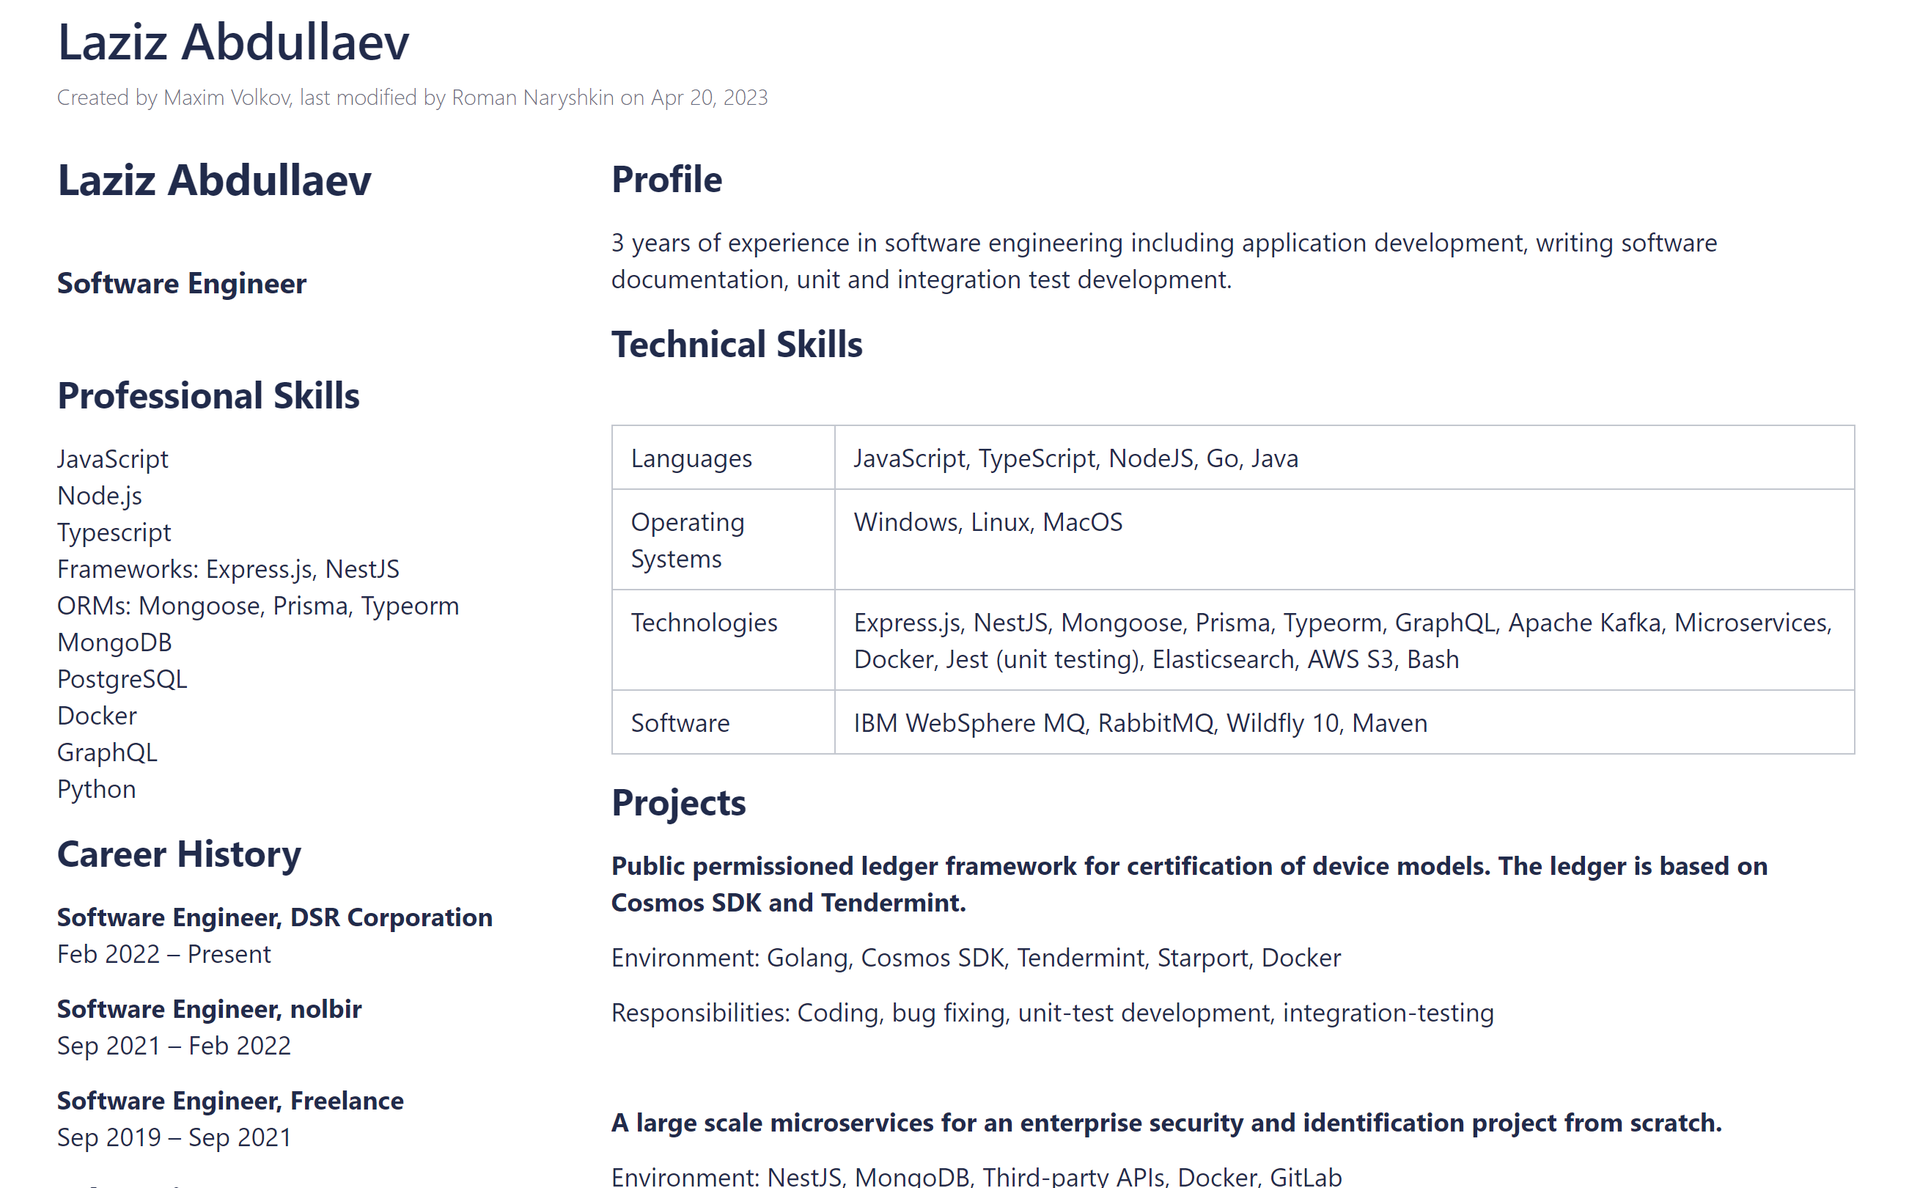 Laziz Abdullaev
Created by Maxim Volkov, last modified by Roman Naryshkin on Apr 20, 2023
Laziz Abdullaev
Software Engineer
Professional Skills
JavaScript
Node.js
Typescript
Frameworks: Express.js, NestJS
ORMs: Mongoose, Prisma, Typeorm
MongoDB
PostgreSQL
Docker
GraphQL
Python
Career History
Software Engineer, DSR Corporation
Feb 2022 – Present
Software Engineer, nolbir
Sep 2021 – Feb 2022
Software Engineer, Freelance
Sep 2019 – Sep 2021
Profile
3 years of experience in software engineering including application development, writing software
documentation, unit and integration test development.
Technical Skills
Languages
JavaScript, TypeScript, NodeJS, Go, Java
Operating
Systems
Windows, Linux, MacOS
Technologies
Express.js, NestJS, Mongoose, Prisma, Typeorm, GraphQL, Apache Kafka, Microservices,
Docker, Jest (unit testing), Elasticsearch, AWS S3, Bash
Software
IBM WebSphere MQ, RabbitMQ, Wildfly 10, Maven
Projects
Public permissioned ledger framework for certification of device models. The ledger is based on
Cosmos SDK and Tendermint.
Environment: Golang, Cosmos SDK, Tendermint, Starport, Docker
Responsibilities: Coding, bug fixing, unit-test development, integration-testing
A large scale microservices for an enterprise security and identification project from scratch.
Environment: NestJS, MongoDB, Third-party APIs, Docker, GitLab